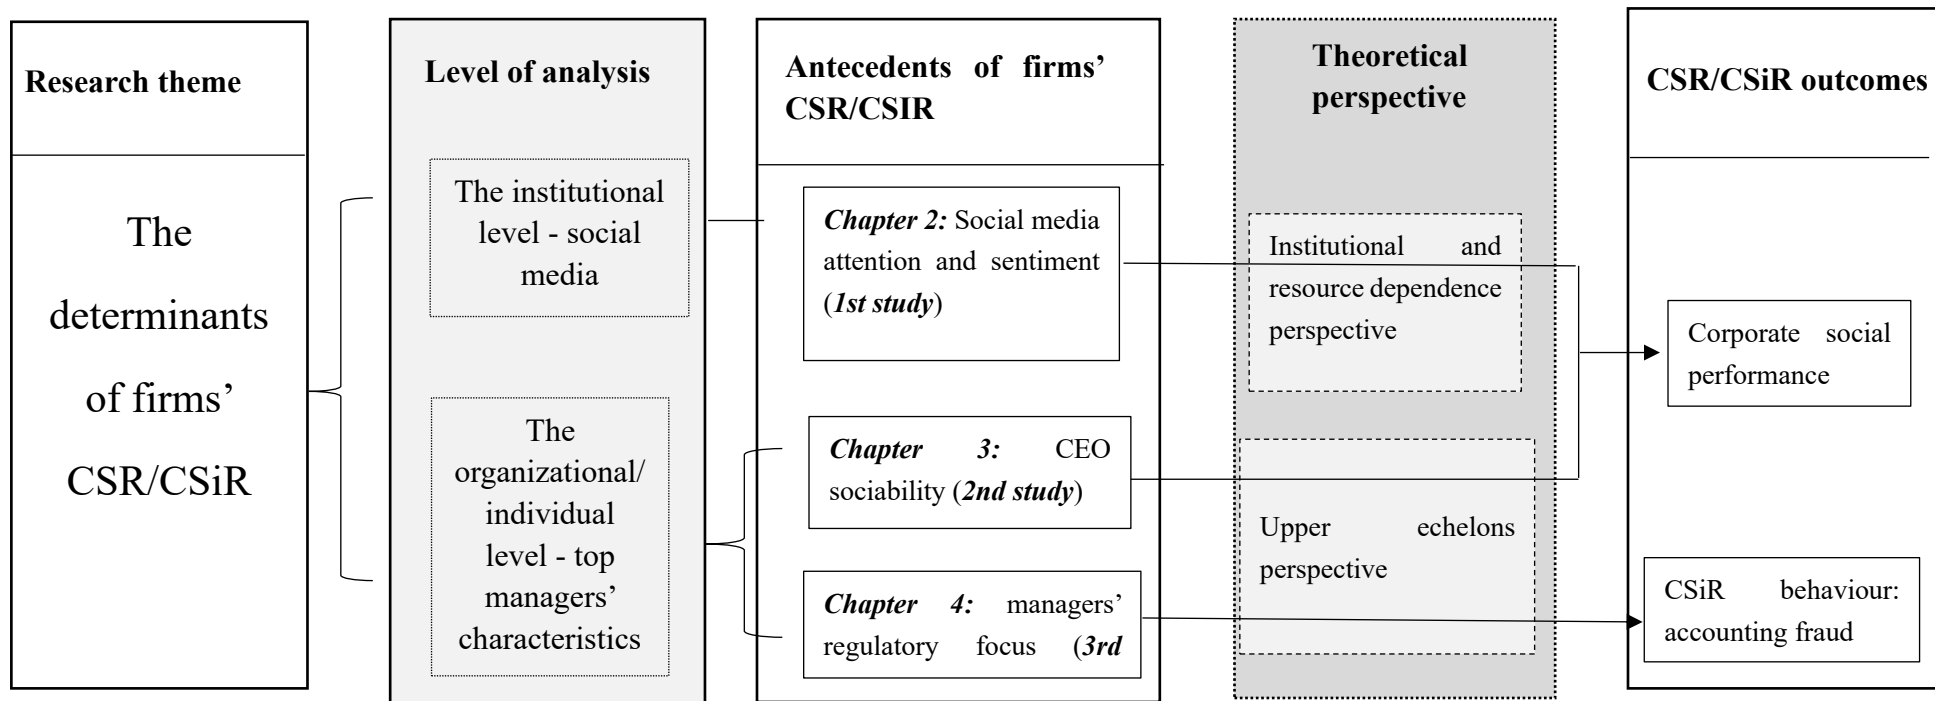 Research theme
The
determinants
of firms’
CSR/CSiR
Level of analysis
The institutional
level - social
media
The
organizational/
individual
level - top
managers’
characteristics
Antecedents of firms’
CSR/CSIR
Chapter 2: Social media
attention and sentiment
(1st study)
Chapter 3: CEO
sociability (2nd study)
Chapter 4: managers’
regulatory focus (3rd
Theoretical
perspective
Institutional and
resource dependence
perspective
Upper echelons
perspective
CSR/CSiR outcomes
Corporate social
performance
CSiR behaviour:
accounting fraud